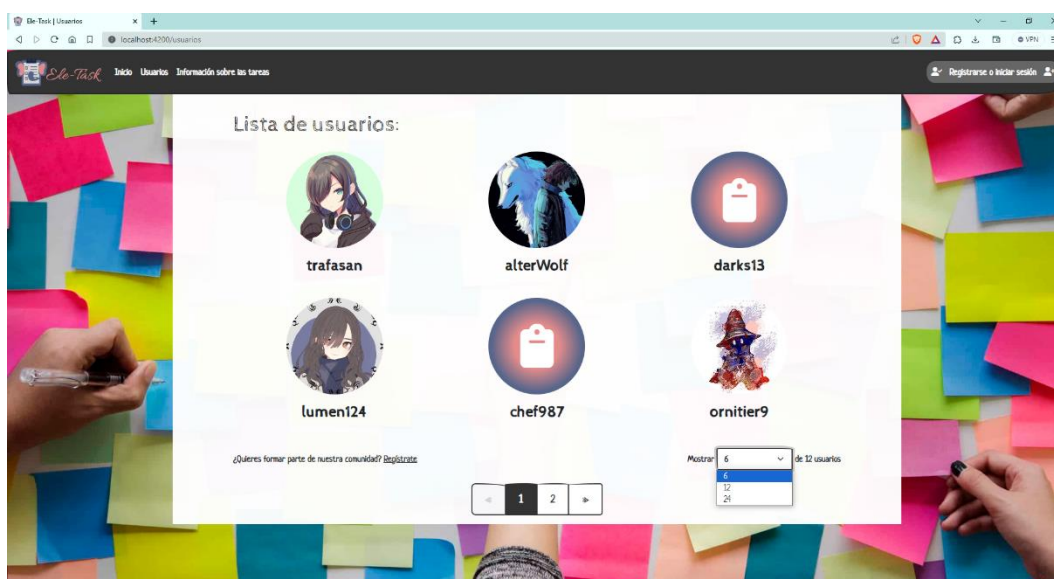 Ele-Task | Usuarios
localhost:4200/usuarios
VPN
Ele-Task Inicio Usuarios Información sobre las tareas Registrarse o iniciar sesión
Lista de usuarios:
trafasan alterWolf darks13
lumen124 chef987 ornitier9
¿Quieres formar parte de nuestra comunidad? Regístrate Mostrar 6 de 12 usuarios
6
12
24
1 2